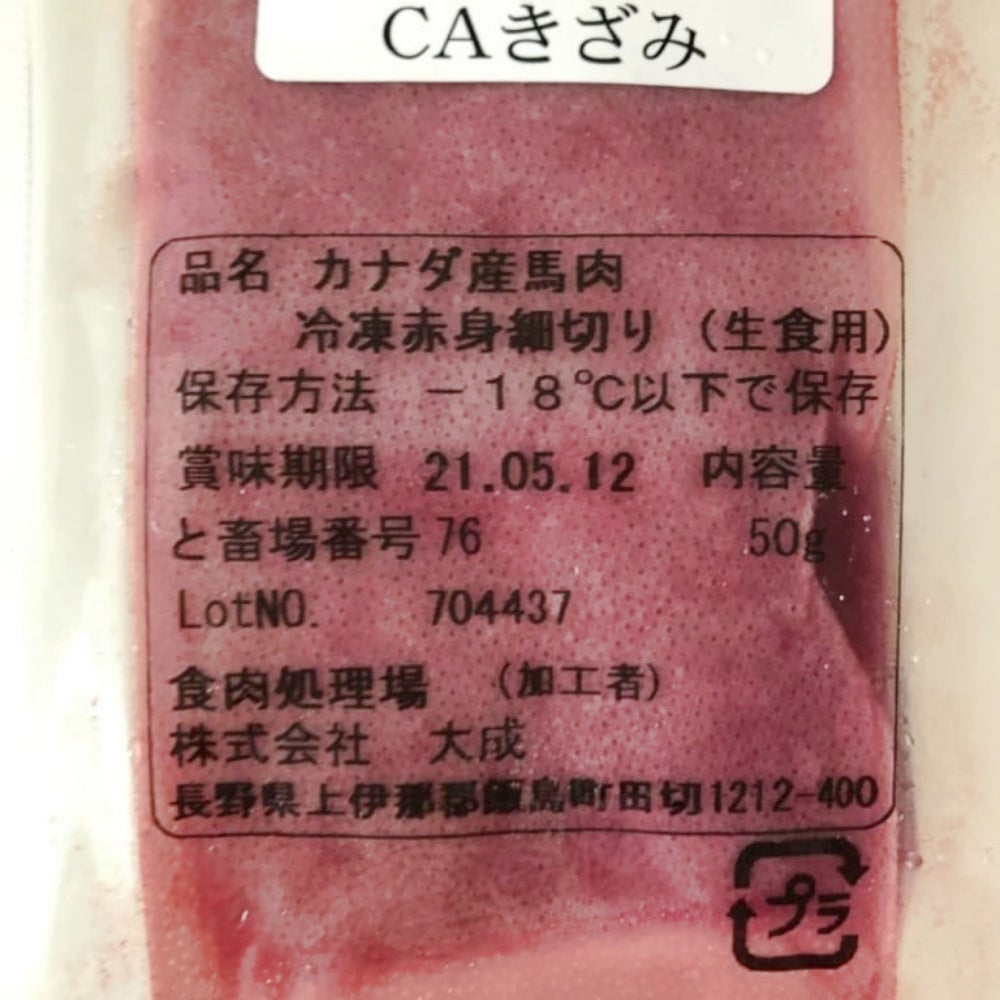 CAきざみ
品名 カナダ産馬肉
冷凍赤身細切り (生食用)
保存方法 −18℃以下で保存
賞味期限 21.05.12 内容量
と畜場番号 76 50g
LotNO. 704437
食肉処理場 (加工者)
株式会社 大成
長野県上伊那郡飯島町田切1212-400
プラ